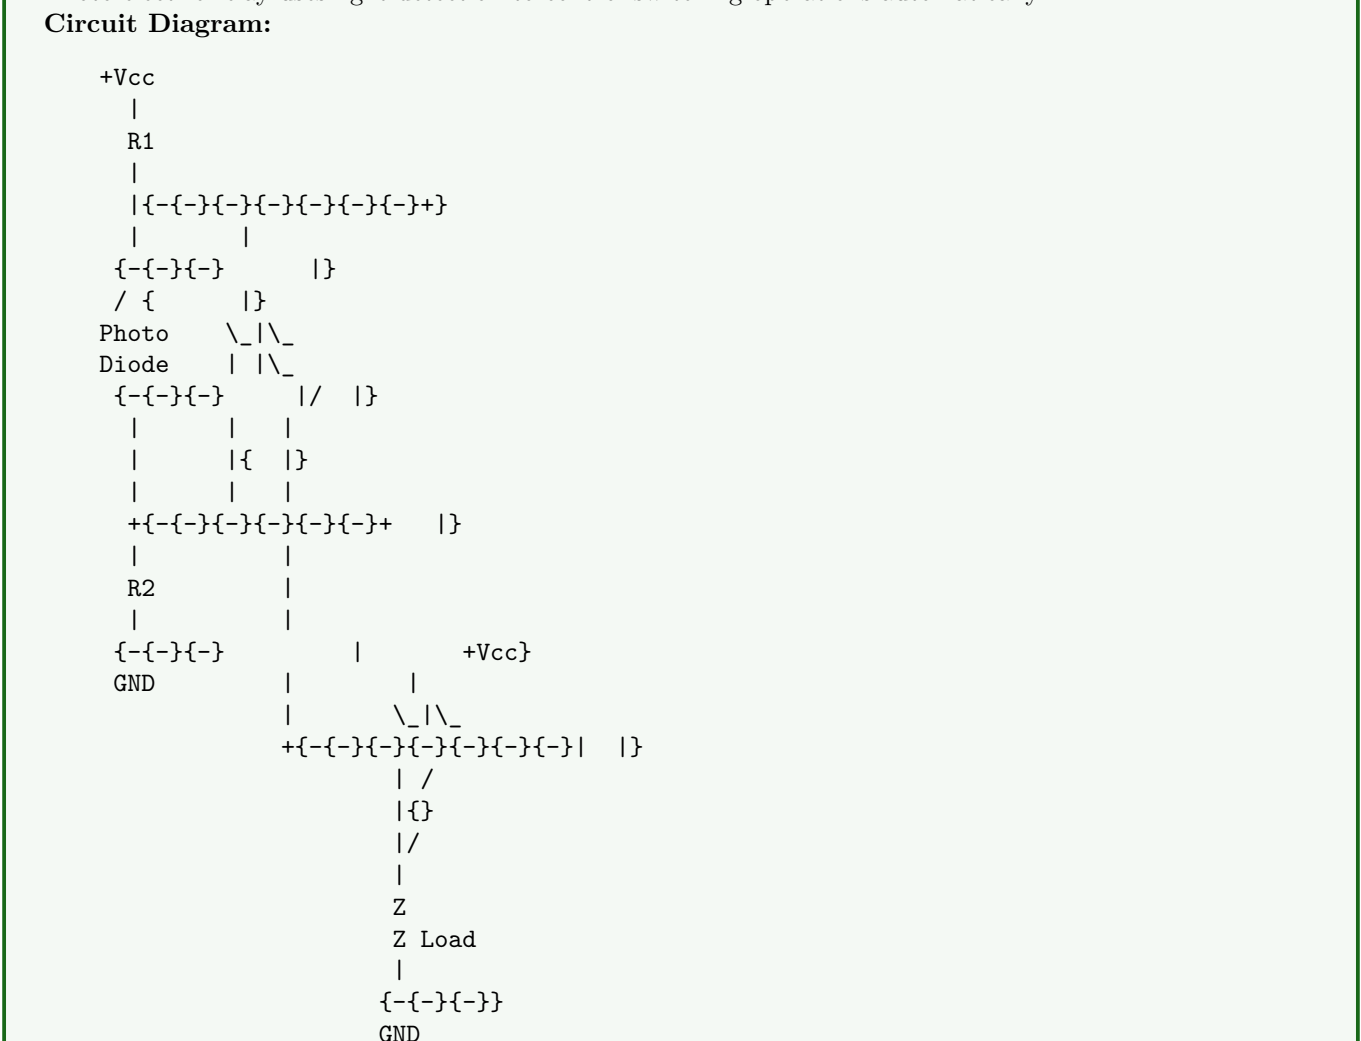 Circuit Diagram:
    +Vcc
      |
      R1
      |
      |{-{-}{-}{-}{-}{-}{-}+}
      |       |
     {-{-}{-}      |}
     / {      |}
    Photo    \_|\_
    Diode    | |\_
     {-{-}{-}     |/  |}
      |      |   |
      |      |{  |}
      |      |   |
      +{-{-}{-}{-}{-}{-}+   |}
      |          |
      R2         |
      |          |
     {-{-}{-}         |       +Vcc}
     GND         |        |
                 |       \_|\_
                 +{-{-}{-}{-}{-}{-}{-}|  |}
                         | /
                         |{}
                         |/
                         |
                         Z
                         Z Load
                         |
                        {-{-}{-}}
                        GND